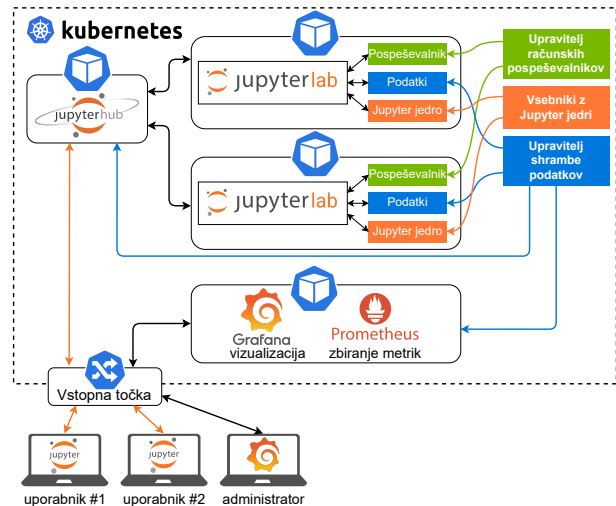 kubernetes
jupyterhub
jupyterlab
Pospeševalnik
Podatki
Jupyter jedro
Upravitelj
računskih
pospeševalnikov
Vsebniki z
Jupyter jedri
Upravitelj
shrambe
podatkov
jupyterlab
Pospeševalnik
Podatki
Jupyter jedro
Grafana
vizualizacija
Prometheus
zbiranje metrik
Vstopna točka
jupyter
jupyter
uporabnik #1
uporabnik #2
administrator